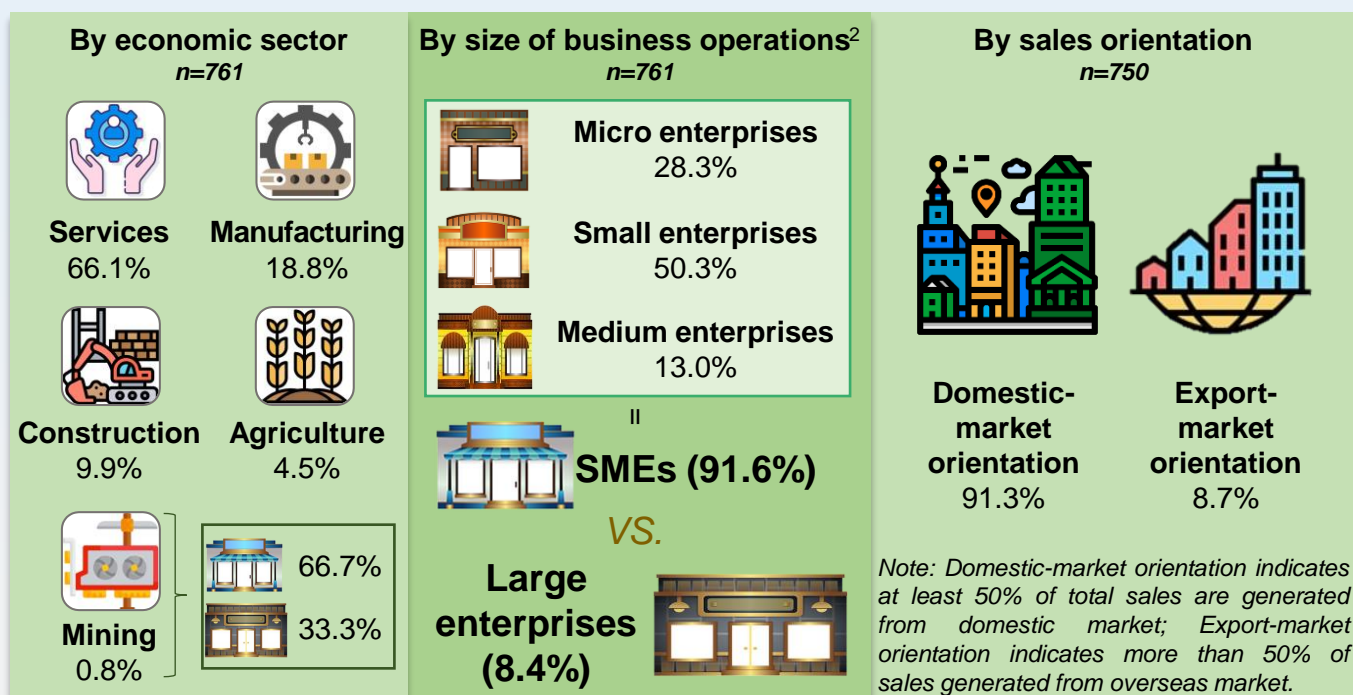 By economic sector
n=761
Services
66.1%
Manufacturing
18.8%
Construction
9.9%
Agriculture
4.5%
Mining
0.8%
66.7%
33.3%
By size of business operations2
n=761
Micro enterprises
28.3%
Small enterprises
50.3%
Medium enterprises
13.0%
=
SMEs (91.6%)
VS.
Large
enterprises
(8.4%)
By sales orientation
n=750
Domestic-
market
orientation
91.3%
Export-
market
orientation
8.7%
Note: Domestic-market orientation indicates
at least 50% of total sales are generated
from domestic market; Export-market
orientation indicates more than 50% of
sales generated from overseas market.